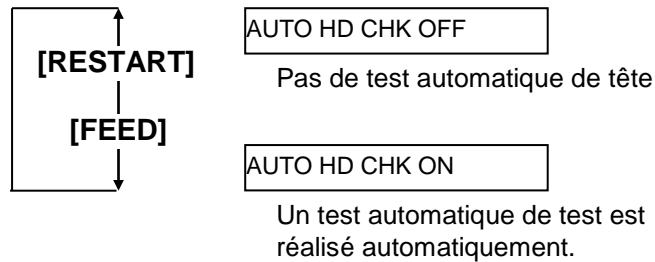 AUTO HD CHK OFF
[RESTART]
Pas de test automatique de tête
[FEED]
AUTO HD CHK ON
Un test automatique de test est
réalisé automatiquement.